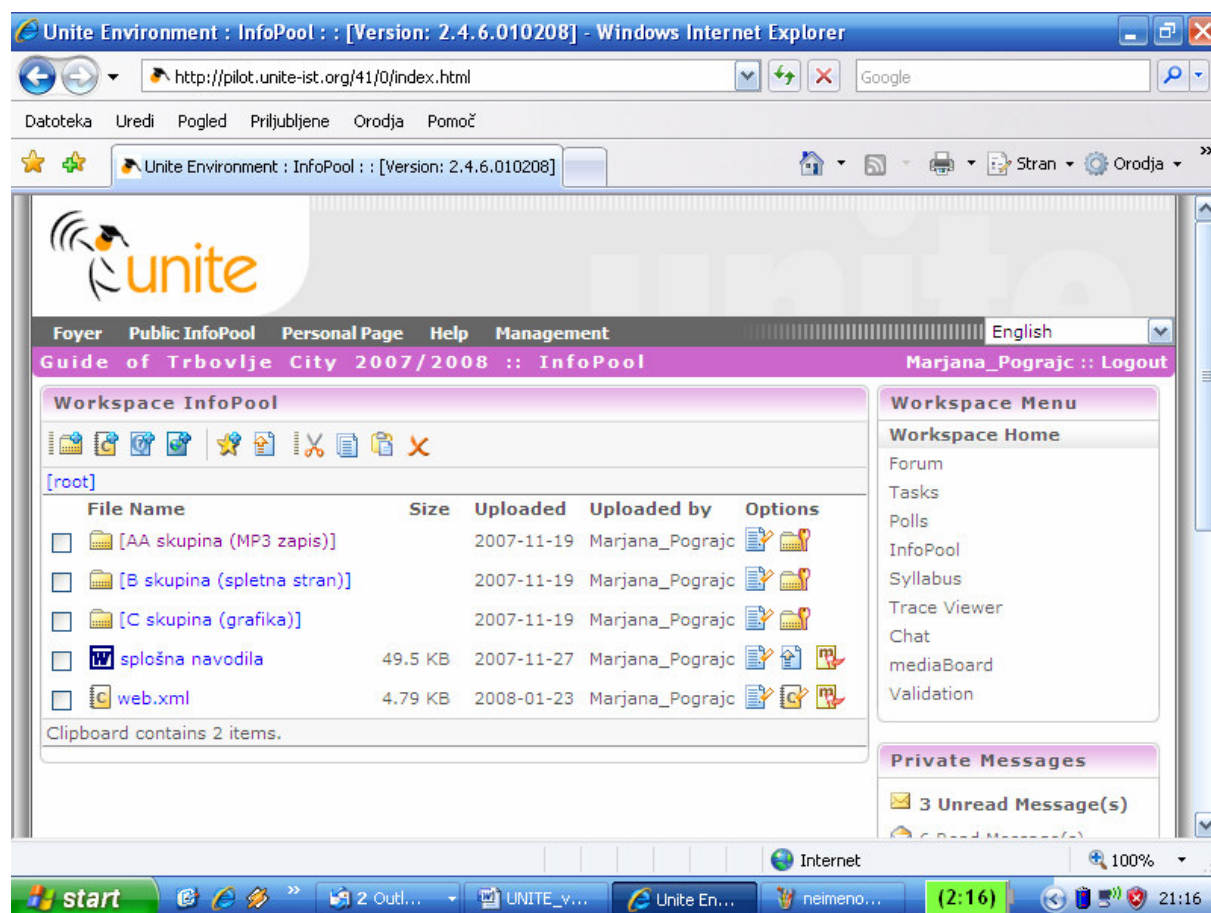 Unite Environment : InfoPool : : [Version: 2.4.6.010208] - Windows Internet Explorer
http://pilot.unite-ist.org/41/0/index.html
Google
Datoteka Uredi Pogled Priljubljene Orodja Pomoč
Unite Environment : InfoPool : : [Version: 2.4.6.010208]
Stran
Orodja
unite
unite
Foyer Public InfoPool Personal Page Help Management
English
Guide of Trbovlje City 2007/2008 :: InfoPool
Marjana_Pograjc :: Logout
Workspace InfoPool
[root]
File Name Size Uploaded Uploaded by Options
[AA skupina (MP3 zapis)] 2007-11-19 Marjana_Pograjc
[B skupina (spletna stran)] 2007-11-19 Marjana_Pograjc
[C skupina (grafika)] 2007-11-19 Marjana_Pograjc
splošna navodila 49.5 KB 2007-11-27 Marjana_Pograjc
web.xml 4.79 KB 2008-01-23 Marjana_Pograjc
Clipboard contains 2 items.
Workspace Menu
Workspace Home
Forum
Tasks
Polls
InfoPool
Syllabus
Trace Viewer
Chat
mediaBoard
Validation
Private Messages
3 Unread Message(s)
Internet
100%
start
2 Outl...
UNITE_v...
Unite En...
neimeno...
(2:16)
21:16